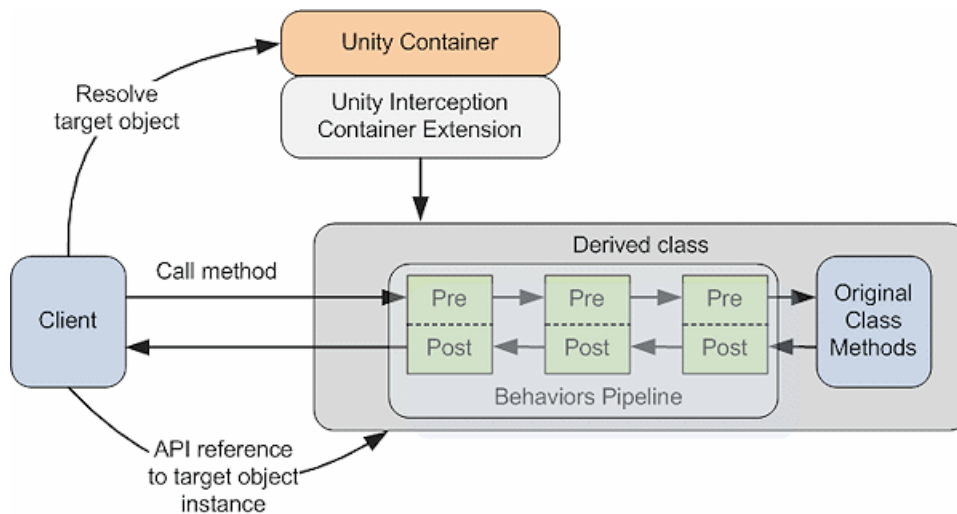 Unity Container
Unity Interception
Container Extension
Resolve
target object
Derived class
Call method
Client
Pre
Pre
Pre
Post
Post
Post
Original
Class
Methods
Behaviors Pipeline
API reference
to target object
instance